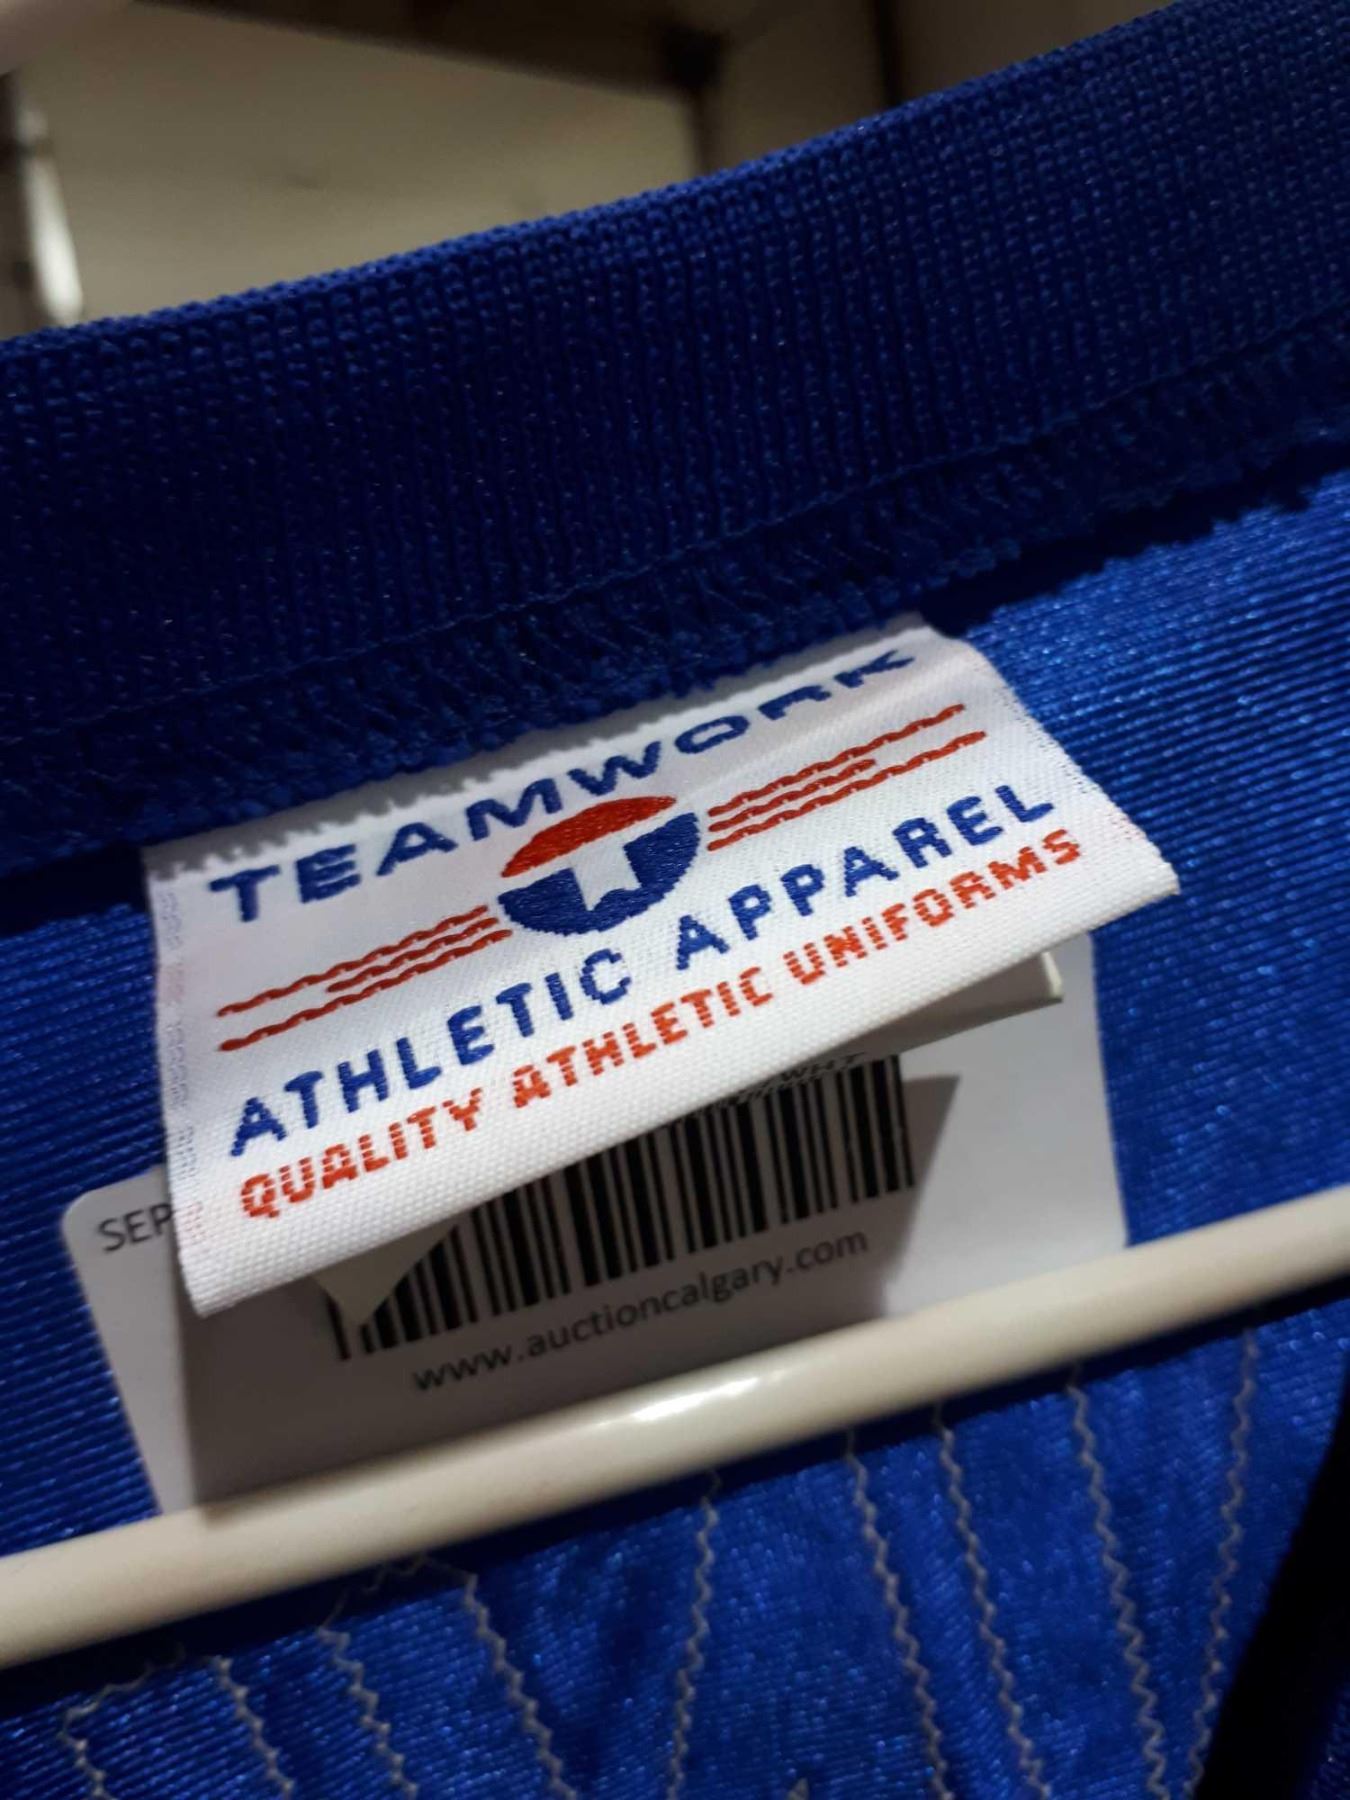 TEAMWORK
ATHLETIC APPAREL
QUALITY ATHLETIC UNIFORMS
SEP
www.auctioncalgary.com